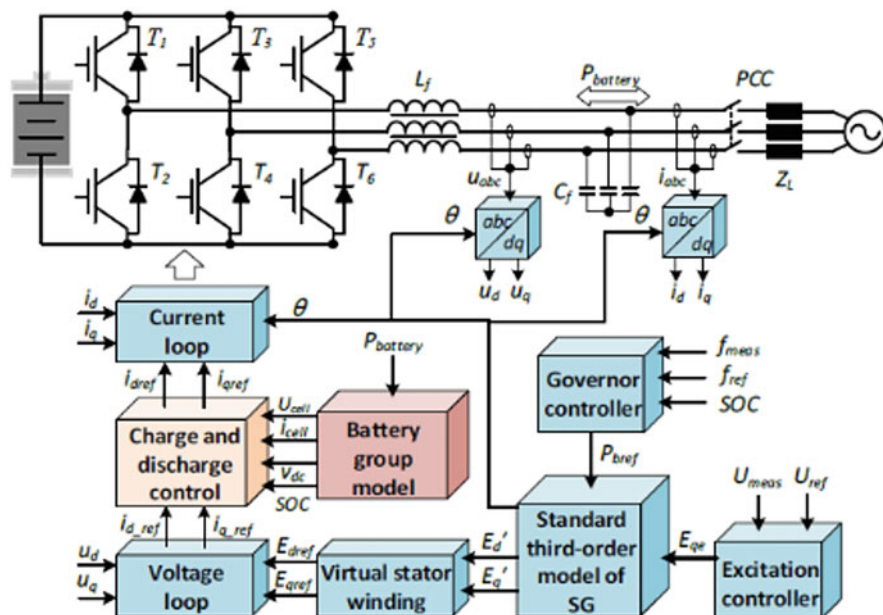 T1 T3 T5
Lf Pbattery PCC
T2 T4 T6
uabc Cf iabc ZL
θ abc dq θ abc dq
ud uq id iq
id
iq
Current loop
θ
idref iqref
Pbattery
Governor controller
fmeas
fref
SOC
Charge and discharge control
Ucell
icell
Vdc
SOC
Battery group model
Pbref
Umeas Uref
id_ref iq_ref
ud
uq
Voltage loop
Edref
Eqref
Virtual stator winding
Ed'
Eq'
Standard third-order model of SG
Eqe
Excitation controller